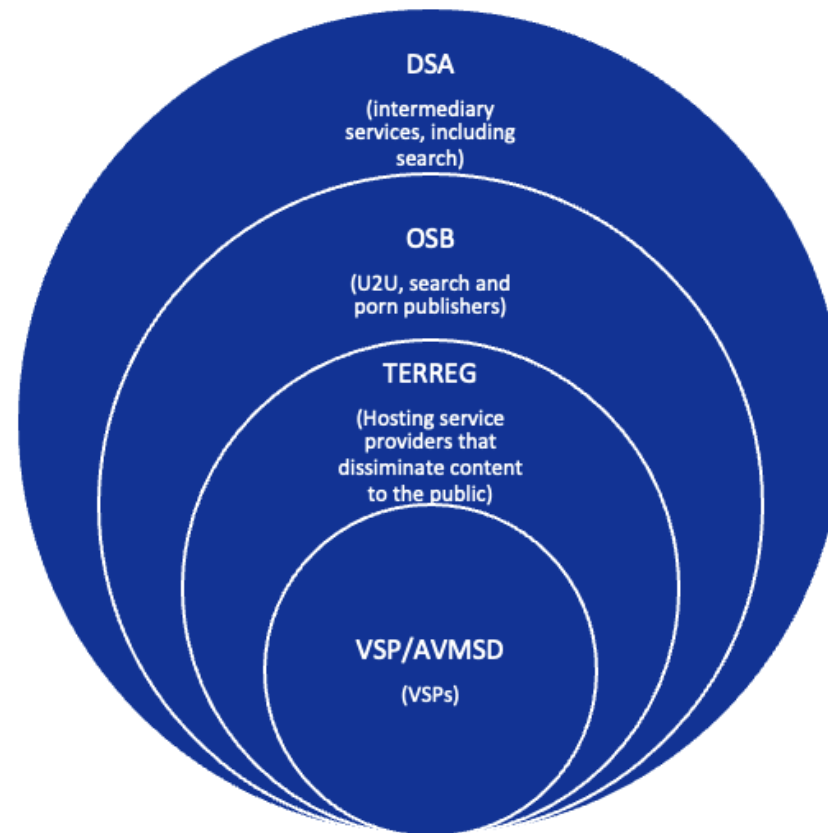 DSA
(intermediary
services, including
search)
OSB
(U2U, search and
porn publishers)
TERREG
(Hosting service
providers that
dissiminate content
to the public)
VSP/AVMSD
(VSPs)